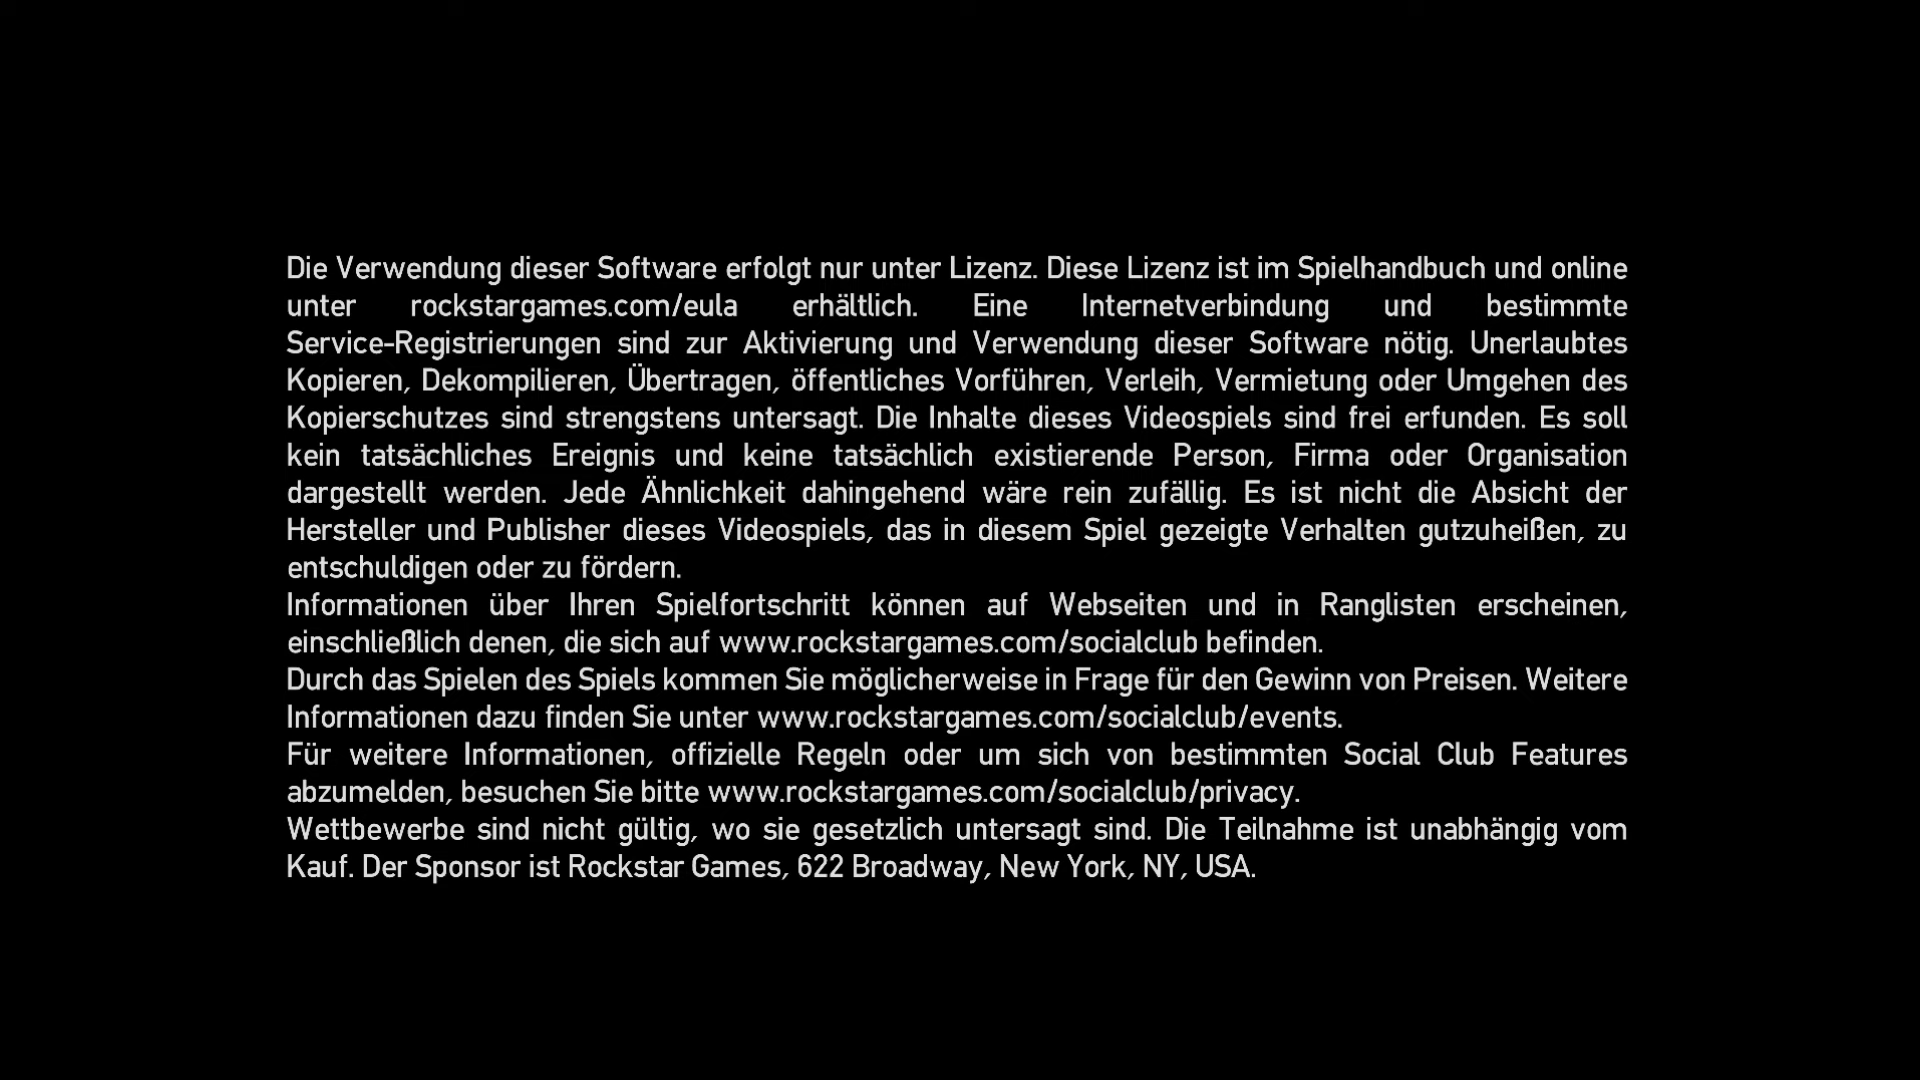 Die Verwendung dieser Software erfolgt nur unter Lizenz. Diese Lizenz ist im Spielhandbuch und online
unter rockstargames.com/eula erhältlich. Eine Internetverbindung und bestimmte
Service-Registrierungen sind zur Aktivierung und Verwendung dieser Software nötig. Unerlaubtes
Kopieren, Dekompilieren, Übertragen, öffentliches Vorführen, Verleih, Vermietung oder Umgehen des
Kopierschutzes sind strengstens untersagt. Die Inhalte dieses Videospiels sind frei erfunden. Es soll
kein tatsächliches Ereignis und keine tatsächlich existierende Person, Firma oder Organisation
dargestellt werden. Jede Ähnlichkeit dahingehend wäre rein zufällig. Es ist nicht die Absicht der
Hersteller und Publisher dieses Videospiels, das in diesem Spiel gezeigte Verhalten gutzuheißen, zu
entschuldigen oder zu fördern.
Informationen über Ihren Spielfortschritt können auf Webseiten und in Ranglisten erscheinen,
einschließlich denen, die sich auf www.rockstargames.com/socialclub befinden.
Durch das Spielen des Spiels kommen Sie möglicherweise in Frage für den Gewinn von Preisen. Weitere
Informationen dazu finden Sie unter www.rockstargames.com/socialclub/events.
Für weitere Informationen, offizielle Regeln oder um sich von bestimmten Social Club Features
abzumelden, besuchen Sie bitte www.rockstargames.com/socialclub/privacy.
Wettbewerbe sind nicht gültig, wo sie gesetzlich untersagt sind. Die Teilnahme ist unabhängig vom
Kauf. Der Sponsor ist Rockstar Games, 622 Broadway, New York, NY, USA.